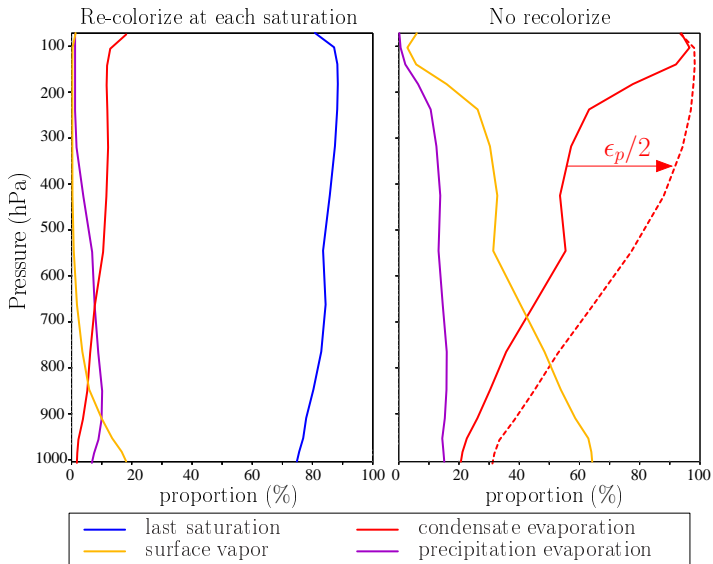 Re-colorize at each saturation
No recolorize
Pressure (hPa)
100
200
300
400
500
600
700
800
900
1000
ϵₚ/2
0 20 40 60 80 100
0 20 40 60 80 100
proportion (%)
proportion (%)
last saturation
condensate evaporation
surface vapor
precipitation evaporation